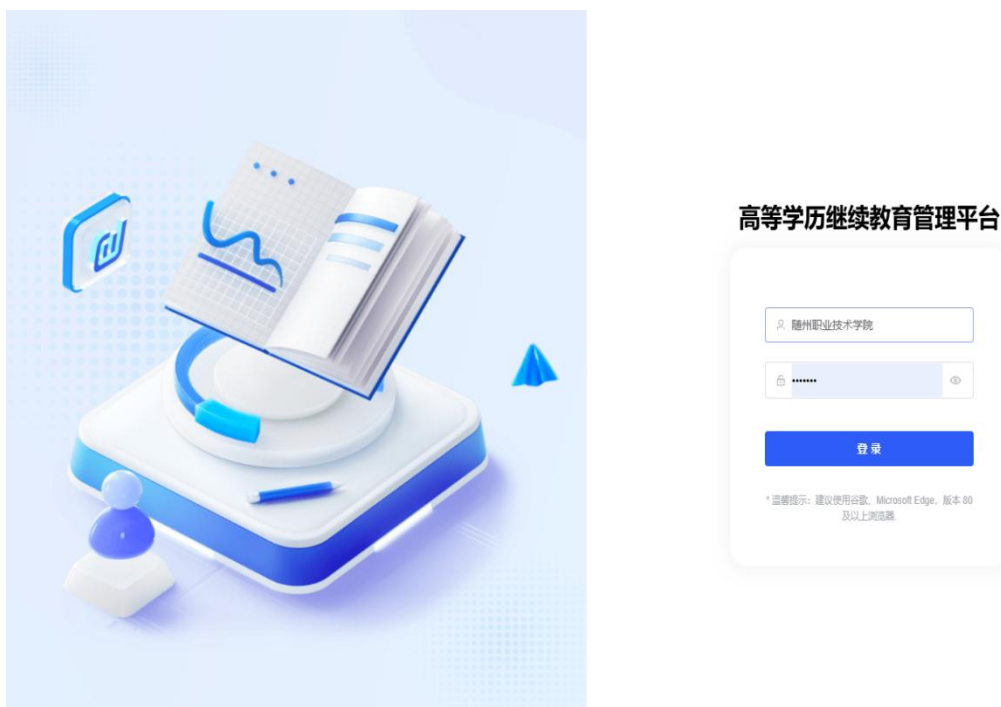 高等学历继续教育管理平台
随州职业技术学院
•••••••
登录
* 温馨提示：建议使用谷歌、Microsoft Edge，版本 80
及以上浏览器